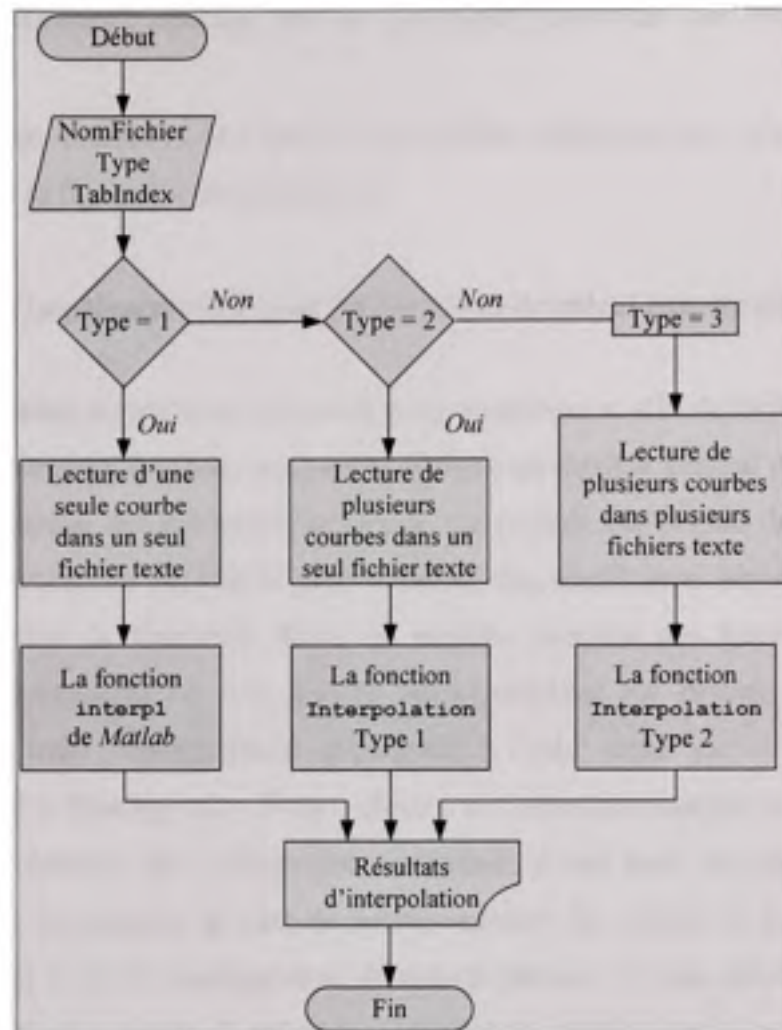 Début
NomFichier
Type
TabIndex
Type = 1
Non
Type = 2
Non
Type = 3
Oui
Oui
Lecture d'une
seule courbe
dans un seul
fichier texte
Lecture de
plusieurs
courbes dans un
seul fichier texte
Lecture de
plusieurs courbes
dans plusieurs
fichiers texte
La fonction
interp1
de Matlab
La fonction
Interpolation
Type 1
La fonction
Interpolation
Type 2
Résultats
d'interpolation
Fin